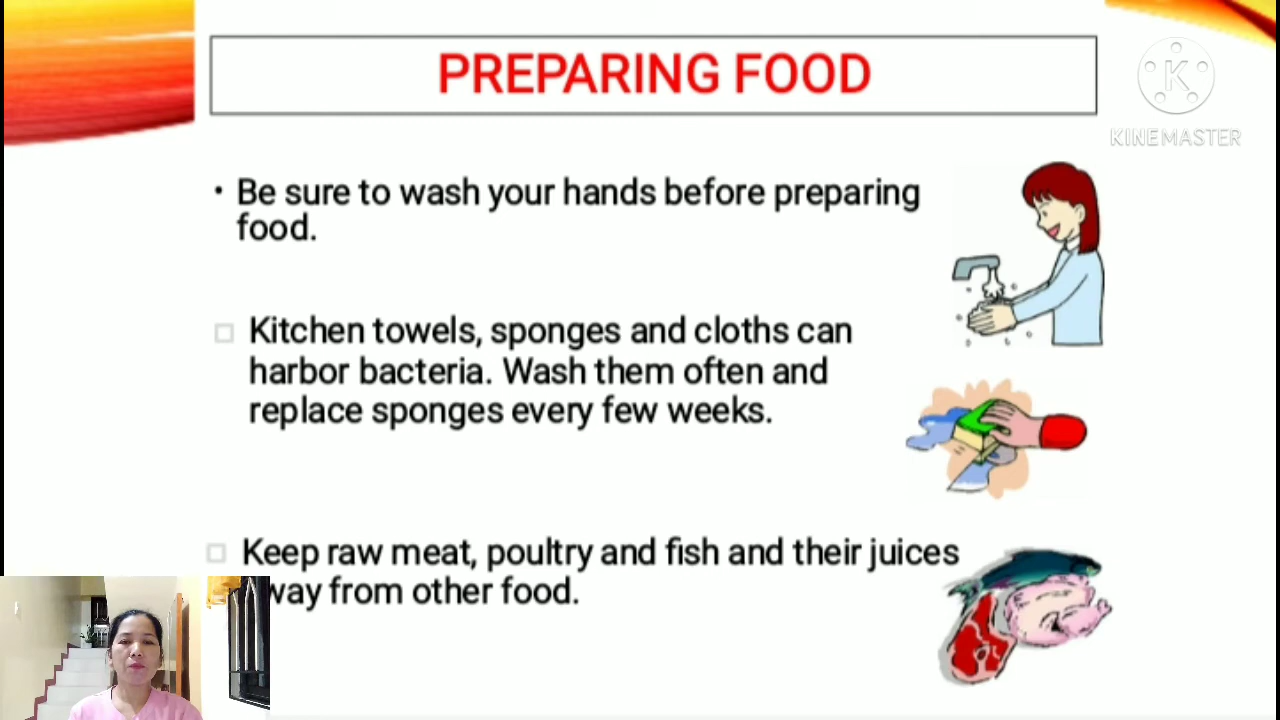 PREPARING FOOD
K
KINEMASTER
• Be sure to wash your hands before preparing
food.
Kitchen towels, sponges and cloths can
harbor bacteria. Wash them often and
replace sponges every few weeks.
Keep raw meat, poultry and fish and their juices
way from other food.